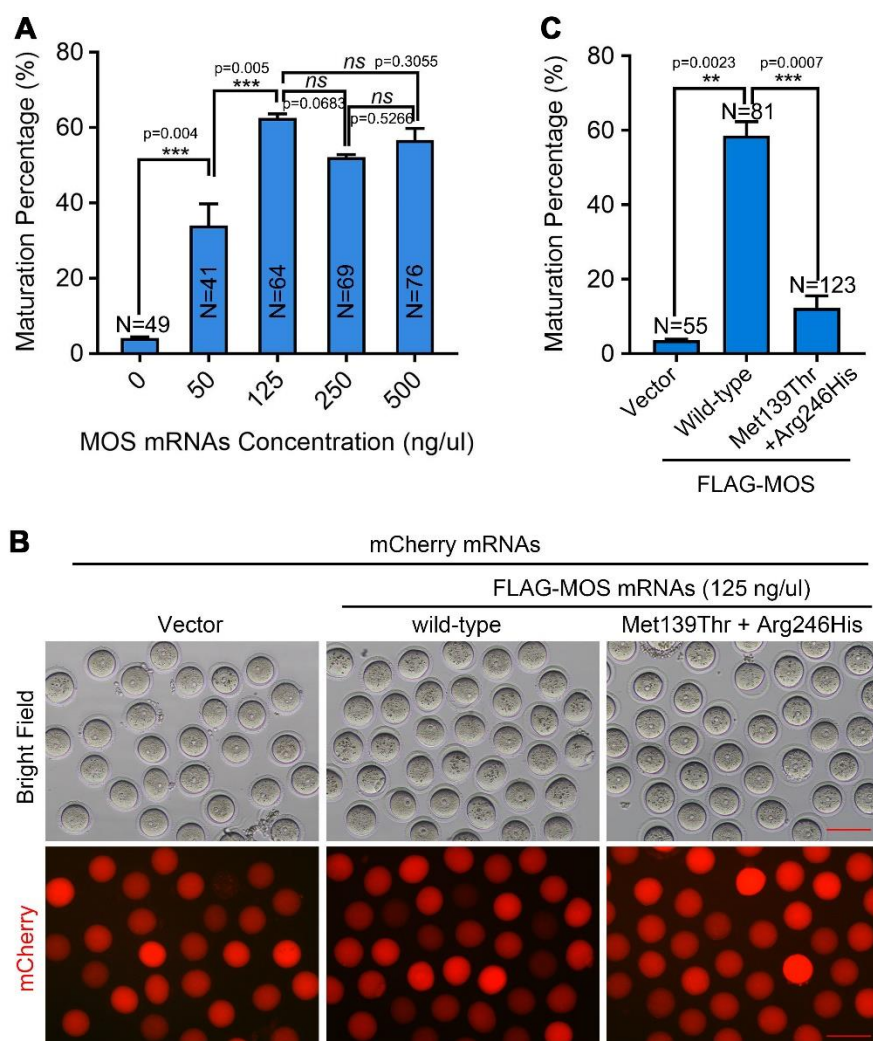 A
Maturation Percentage (%)
80
60
40
20
0
p=0.004
***
p=0.005
***
ns
p=0.0683
ns
p=0.3055
ns
p=0.5266
N=49
N=41
N=64
N=69
N=76
0
50
125
250
500
MOS mRNAs Concentration (ng/ul)
C
Maturation Percentage (%)
80
60
40
20
0
p=0.0023
**
p=0.0007
***
N=81
N=55
N=123
Vector
Wild-type
Met139Thr
+Arg246His
FLAG-MOS
B
mCherry mRNAs
FLAG-MOS mRNAs (125 ng/ul)
Vector
wild-type
Met139Thr + Arg246His
Bright Field
mCherry